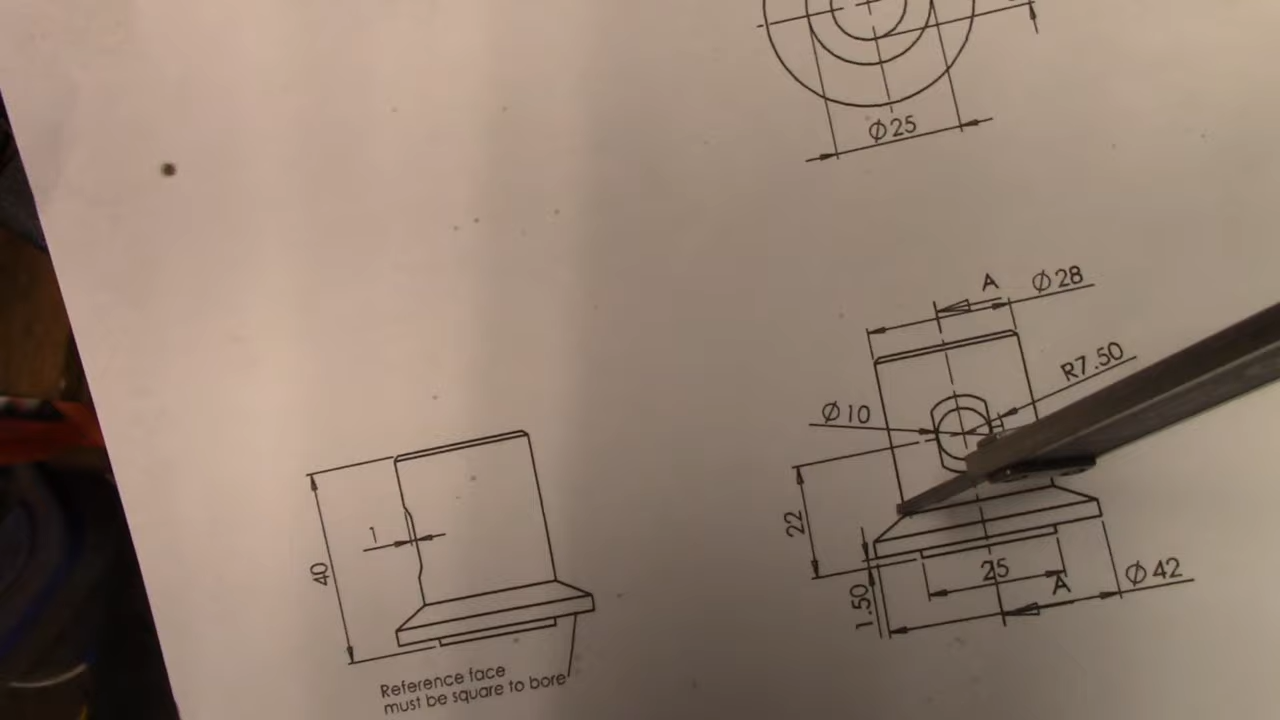 Ø25
A
Ø28
R7.50
Ø10
22
1.50
25
A
Ø42
40
1
Reference face
must be square to bore